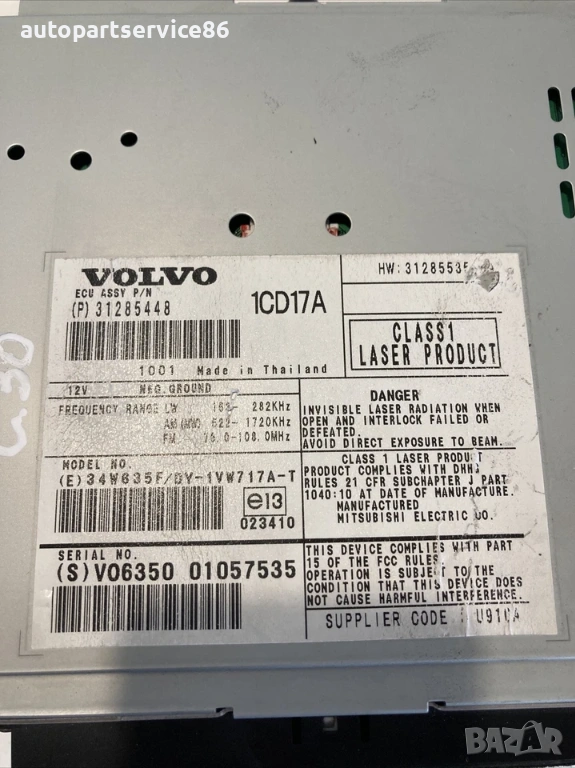 autopartservice86
VOLVO
ECU ASSY P/N
(P) 31285448
1CD17A
HW: 3128553
1001 Made in Thailand
CLASS1
LASER PRODUCT
12V NEG.GROUND
FREQUENCY RANGE LW 282KHz
AM(MW) 522- 1720KHz
FM 108.0MHz
DANGER
INVISIBLE LASER RADIATION WHEN
OPEN AND INTERLOCK FAILED OR
DEFEATED.
AVOID DIRECT EXPOSURE TO BEAM.
CLASS 1 LASER PRODUCT
PRODUCT COMPLIES WITH DHHS
RULES 21 CFR SUBCHAPTER J PART
1040:10 AT DATE OF MANUFACTURE.
MANUFACTURED
MITSUBISHI ELECTRIC CO.
MODEL NO.
(E)34W635F/DY-1VW717A-T
e13
023410
SERIAL NO.
(S)VO6350 01057535
THIS DEVICE COMPLIES WITH PART
15 OF THE FCC RULES
OPERATION IS SUBJECT TO THE
CONDITION THAT THIS DEVICE DOES
NOT CAUSE HARMFUL INTERFERENCE.
SUPPLIER CODE : U910A
C30
BAZAR